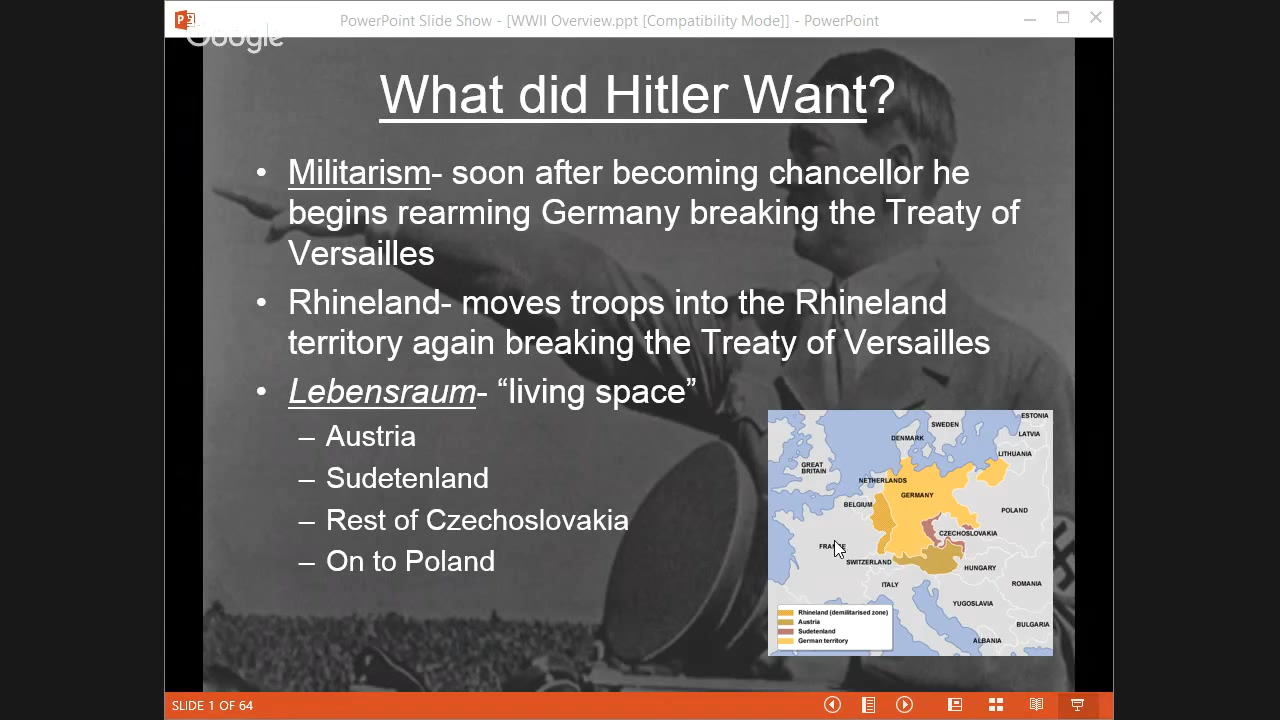 PowerPoint Slide Show - [WWII Overview.ppt [Compatibility Mode]] - PowerPoint
Google
What did Hitler Want?
• Militarism- soon after becoming chancellor he
begins rearming Germany breaking the Treaty of
Versailles
• Rhineland- moves troops into the Rhineland
territory again breaking the Treaty of Versailles
• Lebensraum- “living space”
– Austria
– Sudetenland
– Rest of Czechoslovakia
– On to Poland
ESTONIA
SWEDEN
LATVIA
DENMARK
LITHUANIA
GREAT
BRITAIN
NETHERLANDS
GERMANY
BELGIUM
POLAND
CZECHOSLOVAKIA
FRANCE
SWITZERLAND
HUNGARY
ITALY
ROMANIA
YUGOSLAVIA
BULGARIA
ALBANIA
Rhineland (demilitarised zone)
Austria
Sudetenland
German territory
SLIDE 1 OF 64